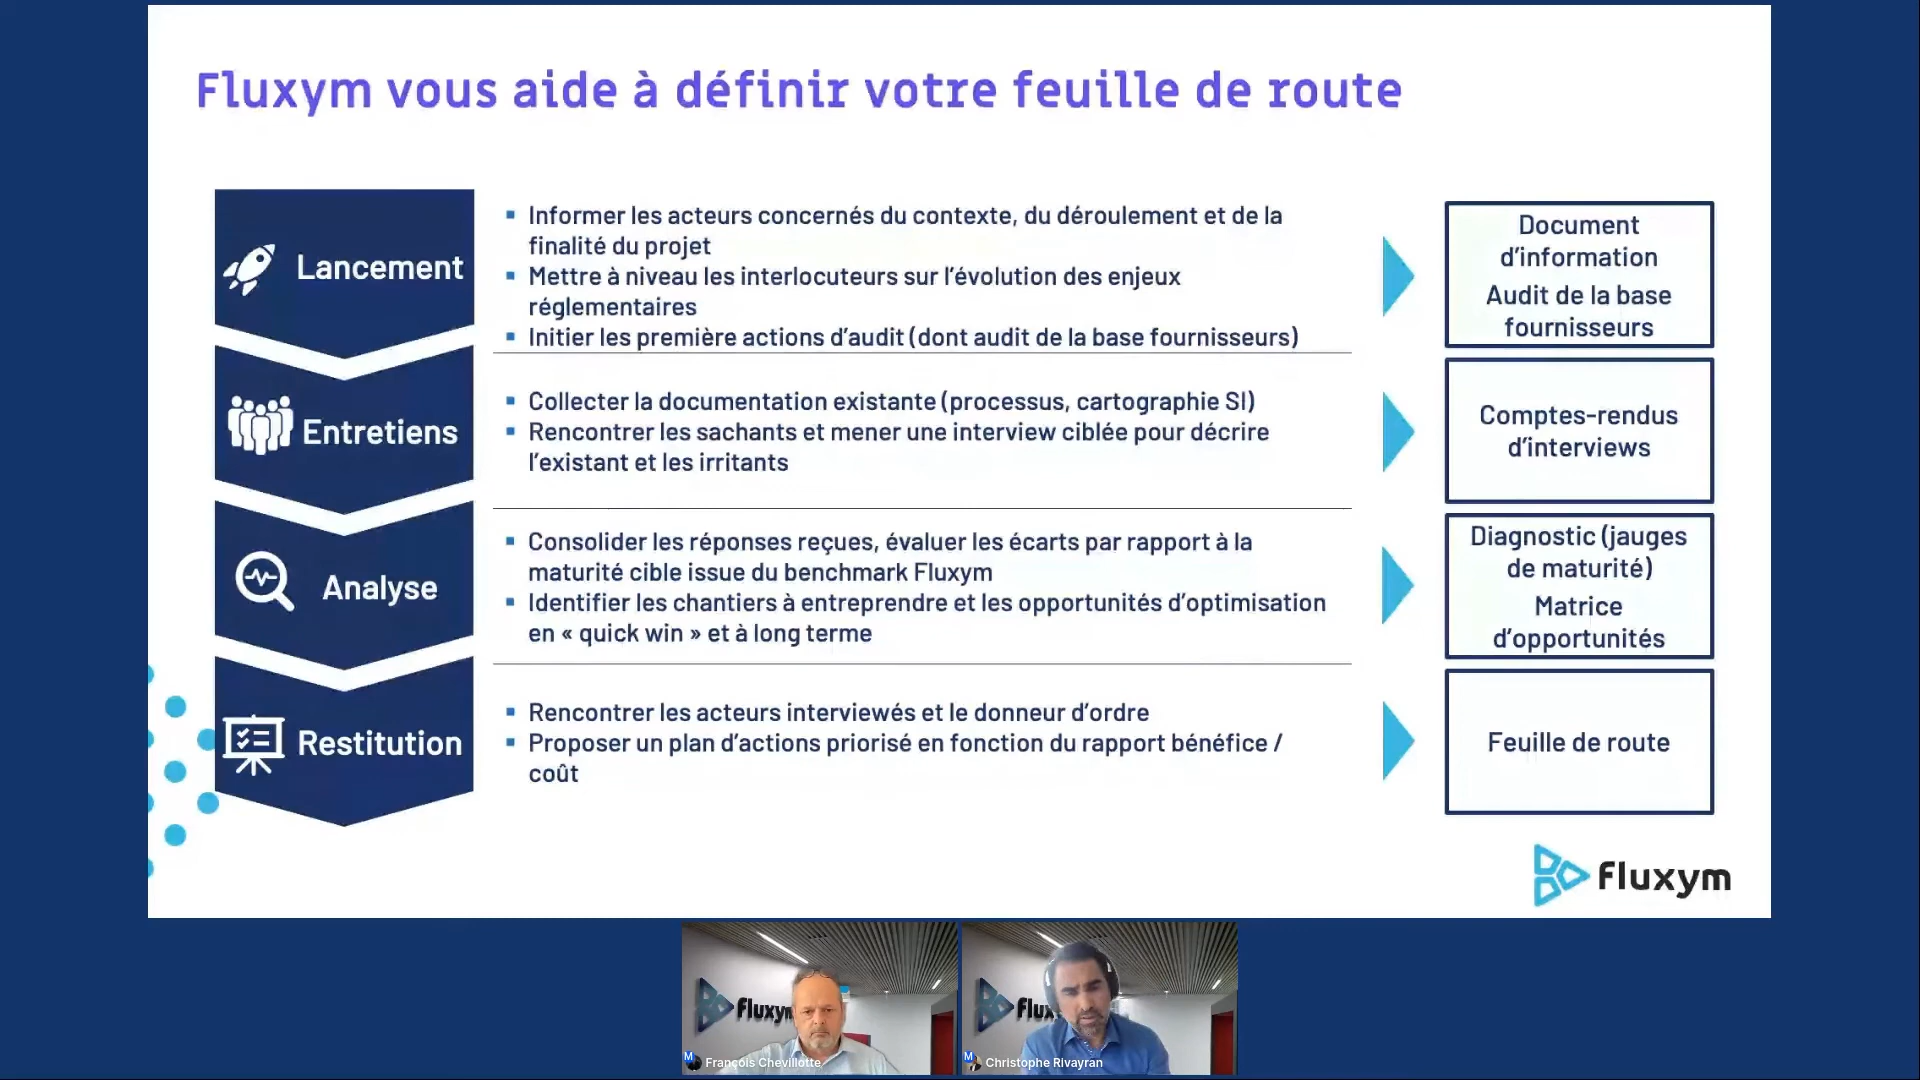 Fluxym vous aide à définir votre feuille de route
Lancement
Informer les acteurs concernés du contexte, du déroulement et de la
finalité du projet
Mettre à niveau les interlocuteurs sur l’évolution des enjeux
réglementaires
Initier les première actions d’audit (dont audit de la base fournisseurs)
Document
d’information
Audit de la base
fournisseurs
Entretiens
Collecter la documentation existante (processus, cartographie SI)
Rencontrer les sachants et mener une interview ciblée pour décrire
l’existant et les irritants
Comptes-rendus
d’interviews
Analyse
Consolider les réponses reçues, évaluer les écarts par rapport à la
maturité cible issue du benchmark Fluxym
Identifier les chantiers à entreprendre et les opportunités d’optimisation
en « quick win » et à long terme
Diagnostic (jauges
de maturité)
Matrice
d’opportunités
Restitution
Rencontrer les acteurs interviewés et le donneur d’ordre
Proposer un plan d’actions priorisé en fonction du rapport bénéfice /
coût
Feuille de route
fluxym
fluxym
flux
M
François Chevillotte
M
Christophe Rivayran